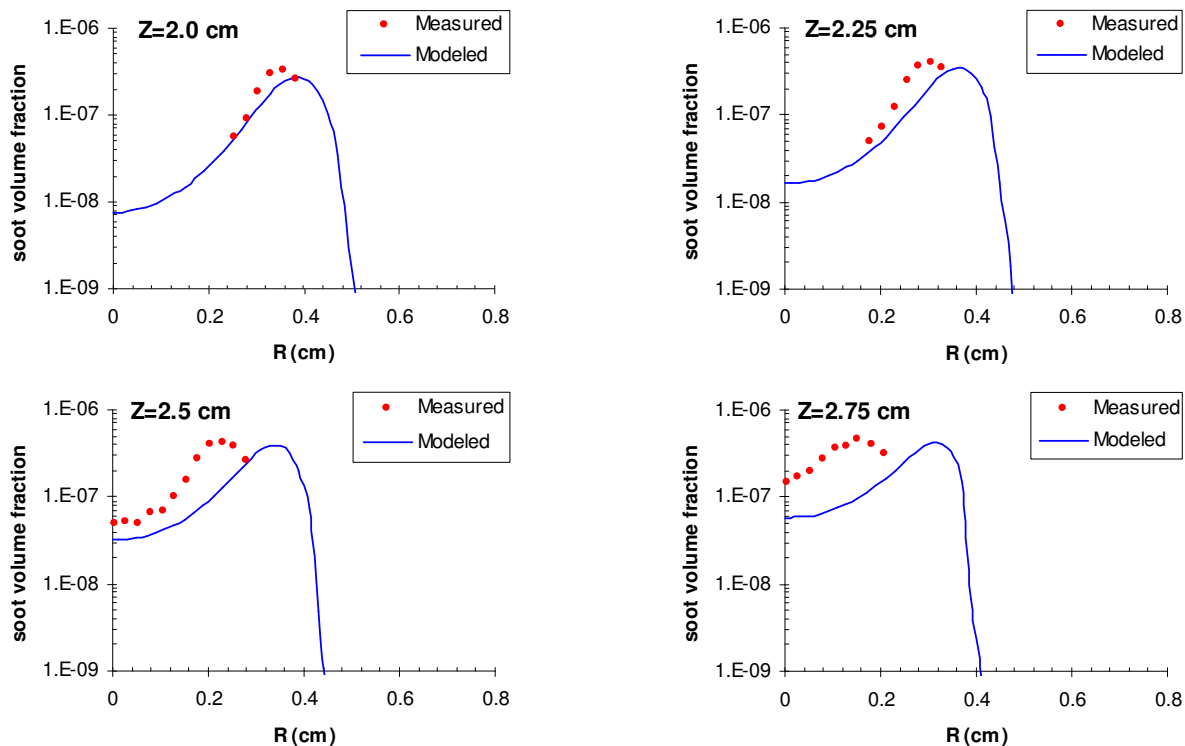 Z=2.0 cm
Measured
Modeled
1.E-06
1.E-07
1.E-08
1.E-09
soot volume fraction
0 0.2 0.4 0.6 0.8
R (cm)
Z=2.25 cm
Measured
Modeled
1.E-06
1.E-07
1.E-08
1.E-09
soot volume fraction
0 0.2 0.4 0.6 0.8
R (cm)
Z=2.5 cm
Measured
Modeled
1.E-06
1.E-07
1.E-08
1.E-09
soot volume fraction
0 0.2 0.4 0.6 0.8
R (cm)
Z=2.75 cm
Measured
Modeled
1.E-06
1.E-07
1.E-08
1.E-09
soot volume fraction
0 0.2 0.4 0.6 0.8
R (cm)